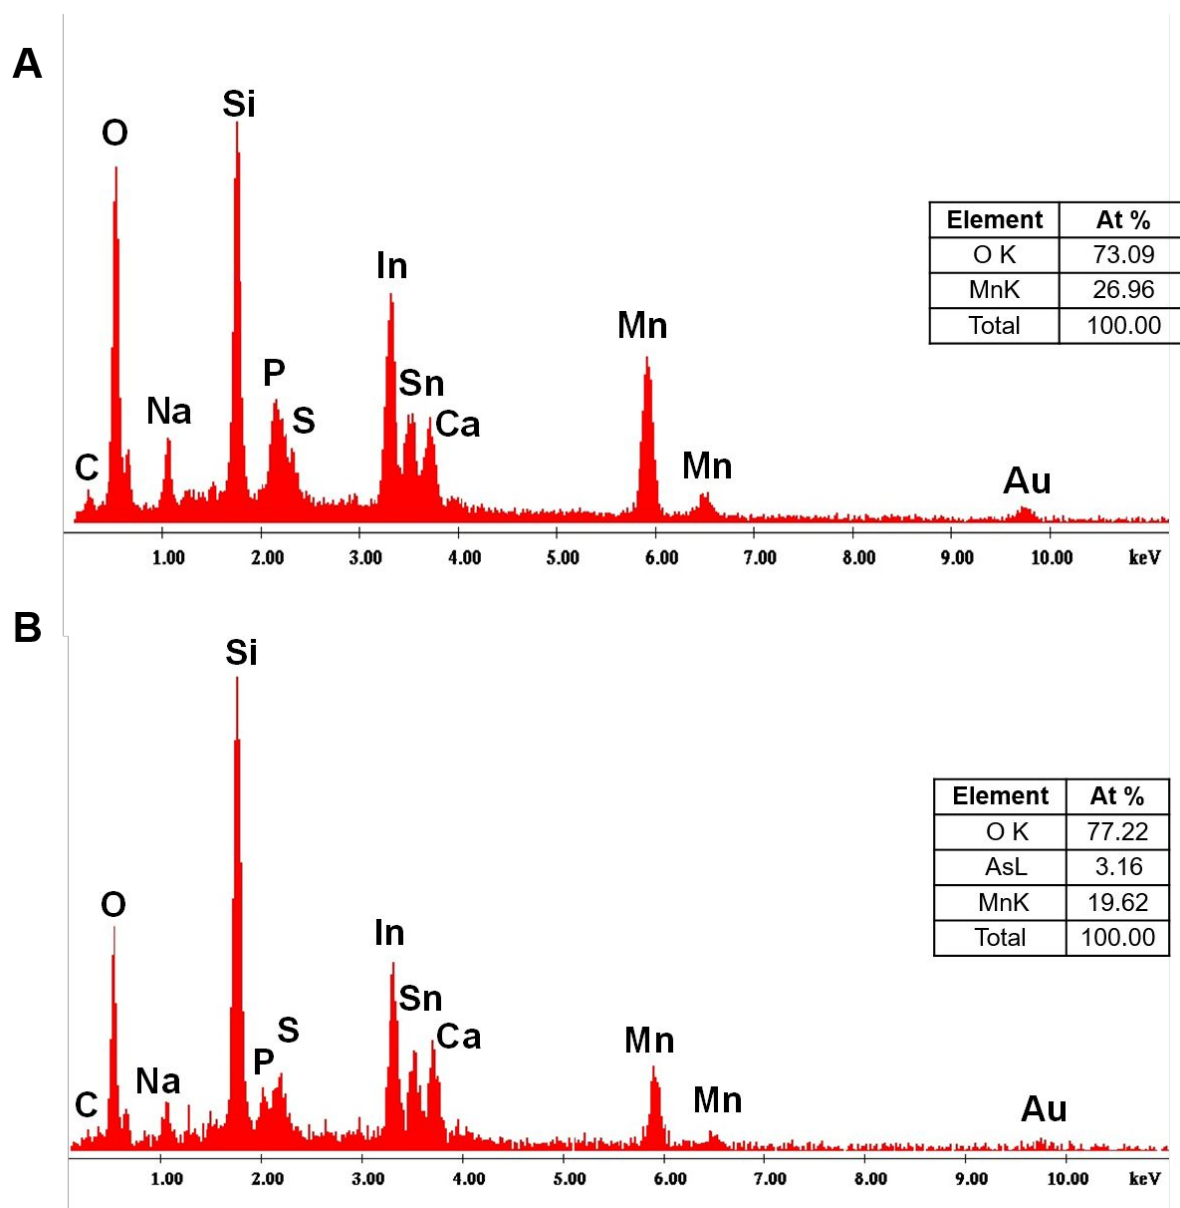 A
Si
O
In
Mn
P
Sn
Na
S
Ca
C
Mn
Au
Element At %
O K 73.09
MnK 26.96
Total 100.00
1.00 2.00 3.00 4.00 5.00 6.00 7.00 8.00 9.00 10.00 keV
B
Si
O
In
Sn
S
Ca
Mn
P
Na
C
Mn
Au
Element At %
O K 77.22
AsL 3.16
MnK 19.62
Total 100.00
1.00 2.00 3.00 4.00 5.00 6.00 7.00 8.00 9.00 10.00 keV